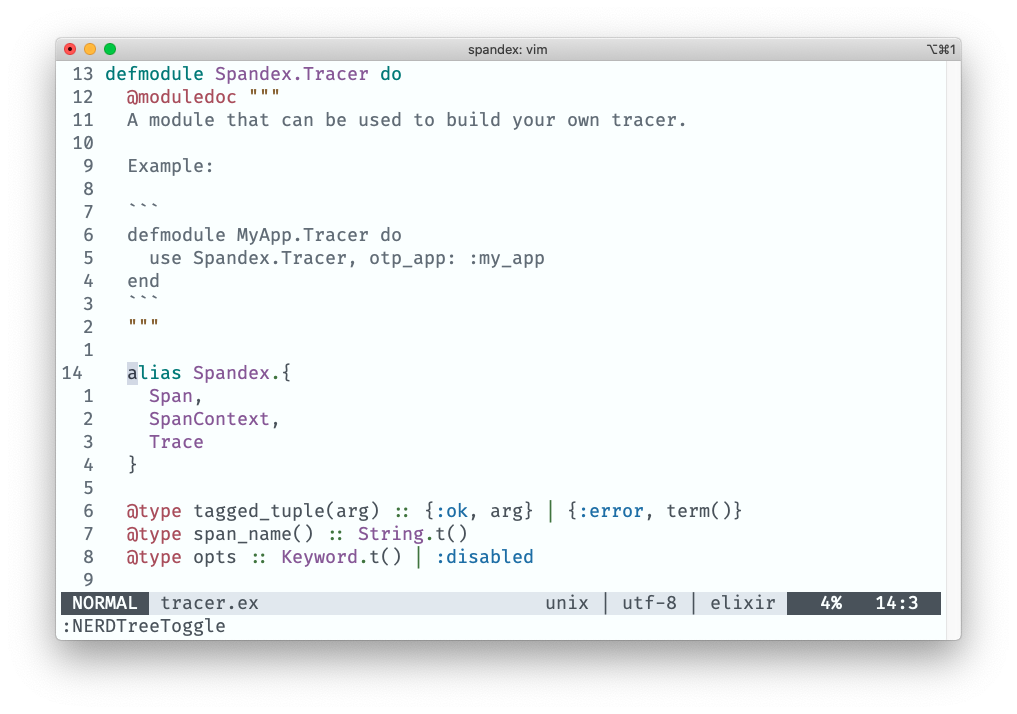 spandex: vim ⌥⌘1
13 defmodule Spandex.Tracer do
12   @moduledoc """
11   A module that can be used to build your own tracer.
10
 9   Example:
 8
 7   ```
 6   defmodule MyApp.Tracer do
 5     use Spandex.Tracer, otp_app: :my_app
 4   end
 3   ```
 2   """
 1
14   alias Spandex.{
 1     Span,
 2     SpanContext,
 3     Trace
 4   }
 5
 6   @type tagged_tuple(arg) :: {:ok, arg} | {:error, term()}
 7   @type span_name() :: String.t()
 8   @type opts :: Keyword.t() | :disabled
 9
NORMAL tracer.ex unix | utf-8 | elixir 4% 14:3
:NERDTreeToggle